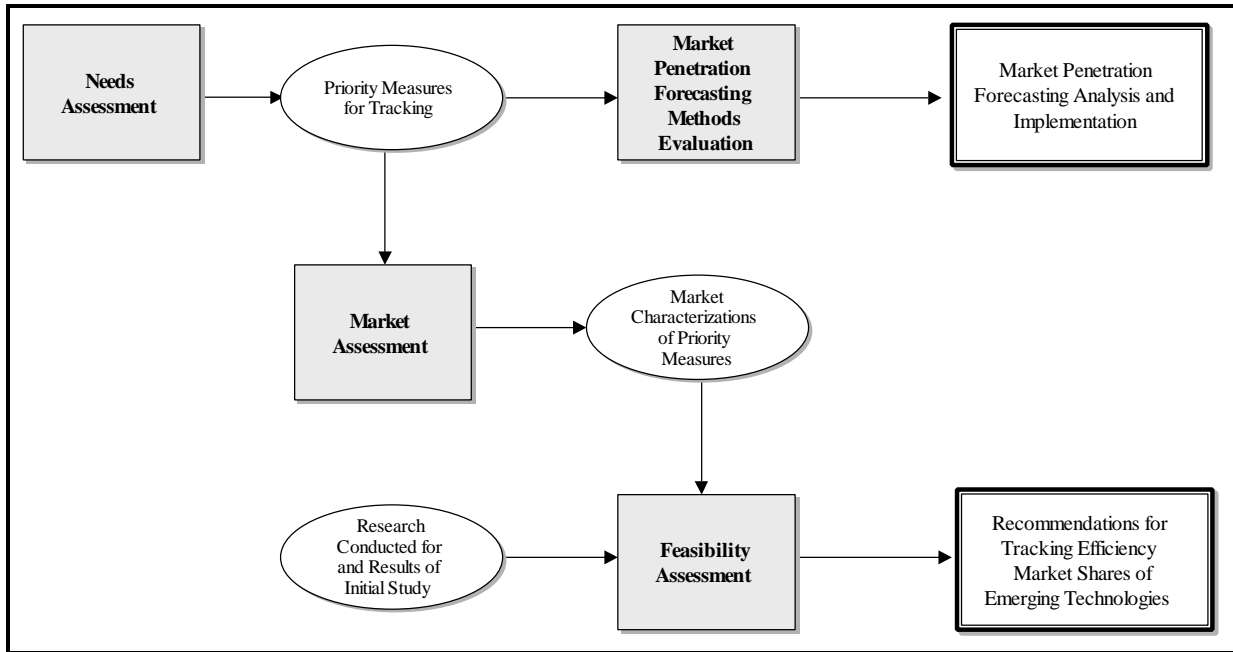 Needs
Assessment
Priority Measures
for Tracking
Market
Penetration
Forecasting
Methods
Evaluation
Market Penetration
Forecasting Analysis and
Implementation
Market
Assessment
Market
Characterizations
of Priority
Measures
Research
Conducted for
and Results of
Initial Study
Feasibility
Assessment
Recommendations for
Tracking Efficiency
Market Shares of
Emerging Technologies